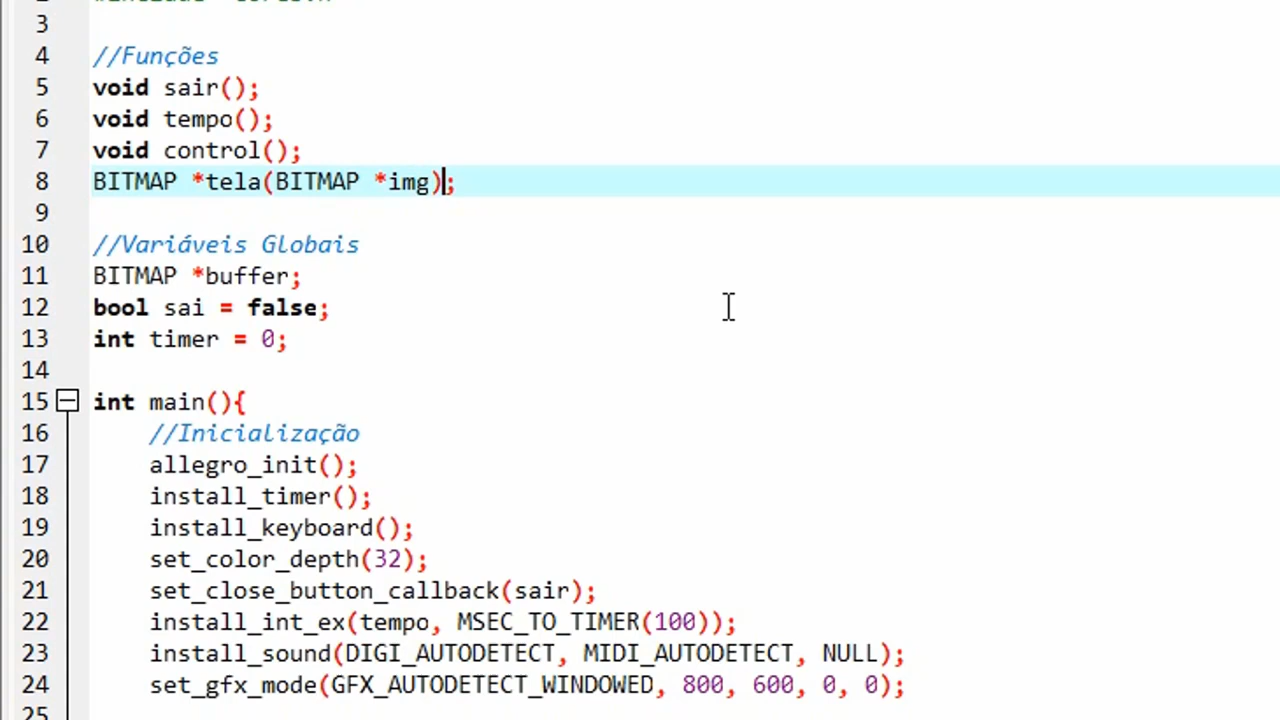 3
4 //Funções
5 void sair();
6 void tempo();
7 void control();
8 BITMAP *tela(BITMAP *img);
9
10 //Variáveis Globais
11 BITMAP *buffer;
12 bool sai = false;
13 int timer = 0;
14
15 int main(){
16 //Inicialização
17 allegro_init();
18 install_timer();
19 install_keyboard();
20 set_color_depth(32);
21 set_close_button_callback(sair);
22 install_int_ex(tempo, MSEC_TO_TIMER(100));
23 install_sound(DIGI_AUTODETECT, MIDI_AUTODETECT, NULL);
24 set_gfx_mode(GFX_AUTODETECT_WINDOWED, 800, 600, 0, 0);
25